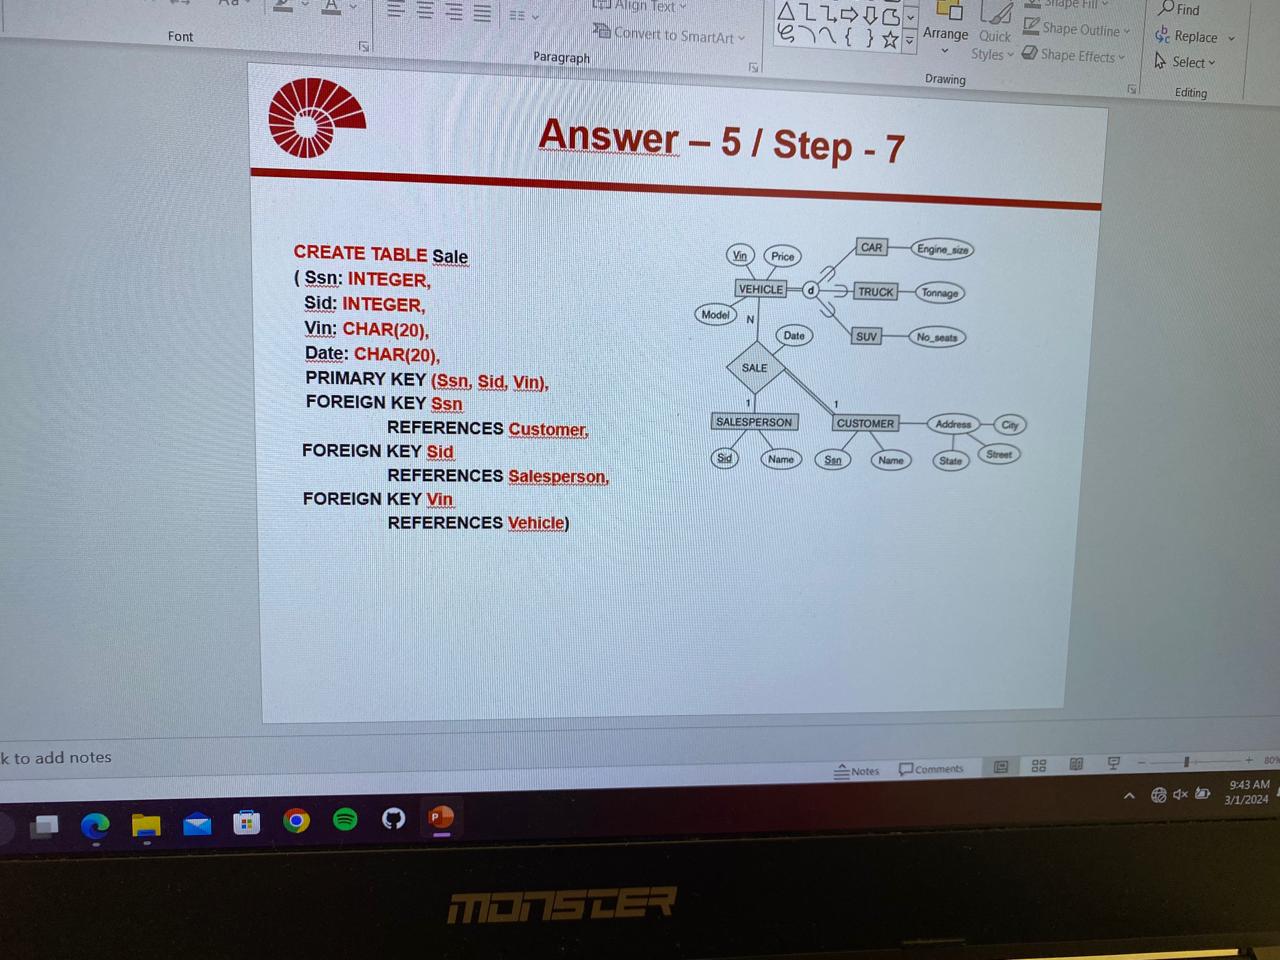 Font
Align Text
Convert to SmartArt
Paragraph
Arrange
Quick
Styles
Shape Fill
Shape Outline
Shape Effects
Drawing
Find
Replace
Select
Editing
Answer – 5 / Step - 7
CREATE TABLE Sale
( Ssn: INTEGER,
Sid: INTEGER,
Vin: CHAR(20),
Date: CHAR(20),
PRIMARY KEY (Ssn, Sid, Vin),
FOREIGN KEY Ssn
REFERENCES Customer,
FOREIGN KEY Sid
REFERENCES Salesperson,
FOREIGN KEY Vin
REFERENCES Vehicle)
Vin
Price
CAR
Engine_size
VEHICLE
d
TRUCK
Tonnage
Model
N
Date
SUV
No_seats
SALE
1
1
SALESPERSON
CUSTOMER
Address
City
Sid
Name
Ssn
Name
State
Street
k to add notes
Notes
Comments
80%
9:43 AM
3/1/2024
MONSTER